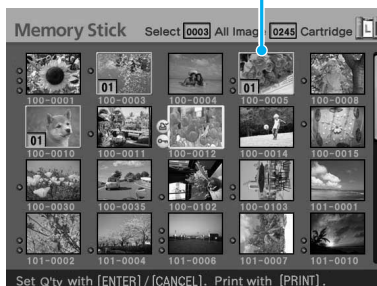 Memory Stick Select 0003 All Image 0245 Cartridge L
01 01
100-0001 100-0003 100-0004 100-0005 100-0008
01
100-0010 100-0011 100-0012 100-0014 100-0015
100-0030 100-0035 100-0102 100-0103 101-0001
101-0002 101-0004 101-0006 101-0007 101-0010
Set Q'ty with [ENTER]/[CANCEL]. Print with [PRINT].